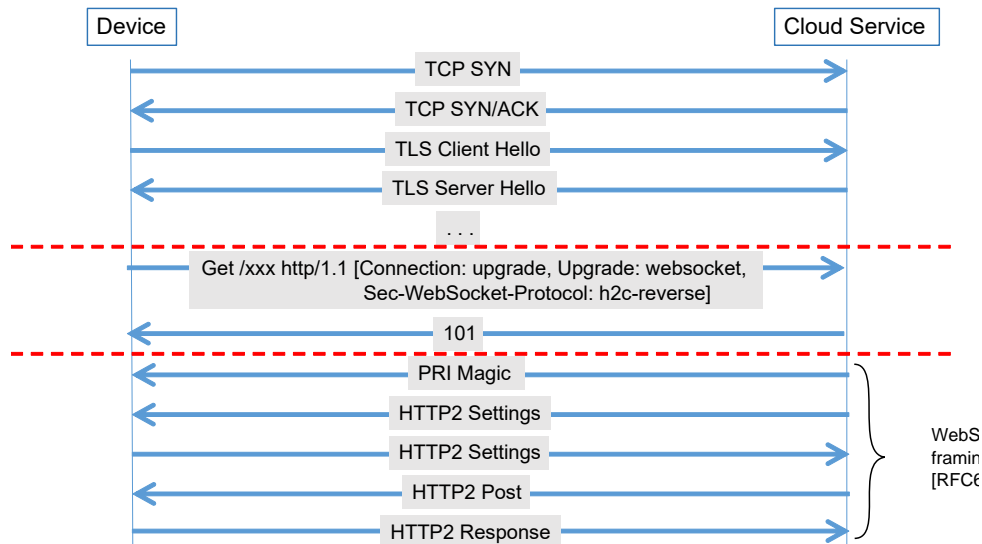 Device
Cloud Service
TCP SYN
TCP SYN/ACK
TLS Client Hello
TLS Server Hello
. . .
Get /xxx http/1.1 [Connection: upgrade, Upgrade: websocket,
Sec-WebSocket-Protocol: h2c-reverse]
101
PRI Magic
HTTP2 Settings
HTTP2 Settings
HTTP2 Post
HTTP2 Response